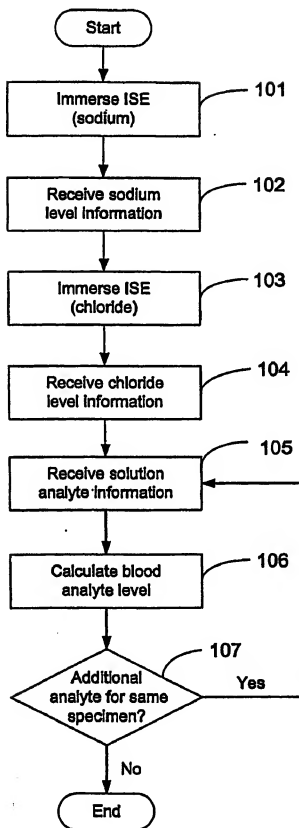 Start
Immerse ISE
(sodium)
101
Receive sodium
level information
102
Immerse ISE
(chloride)
103
Receive chloride
level information
104
Receive solution
analyte information
105
Calculate blood
analyte level
106
Additional
analyte for same
specimen?
107
Yes
No
End